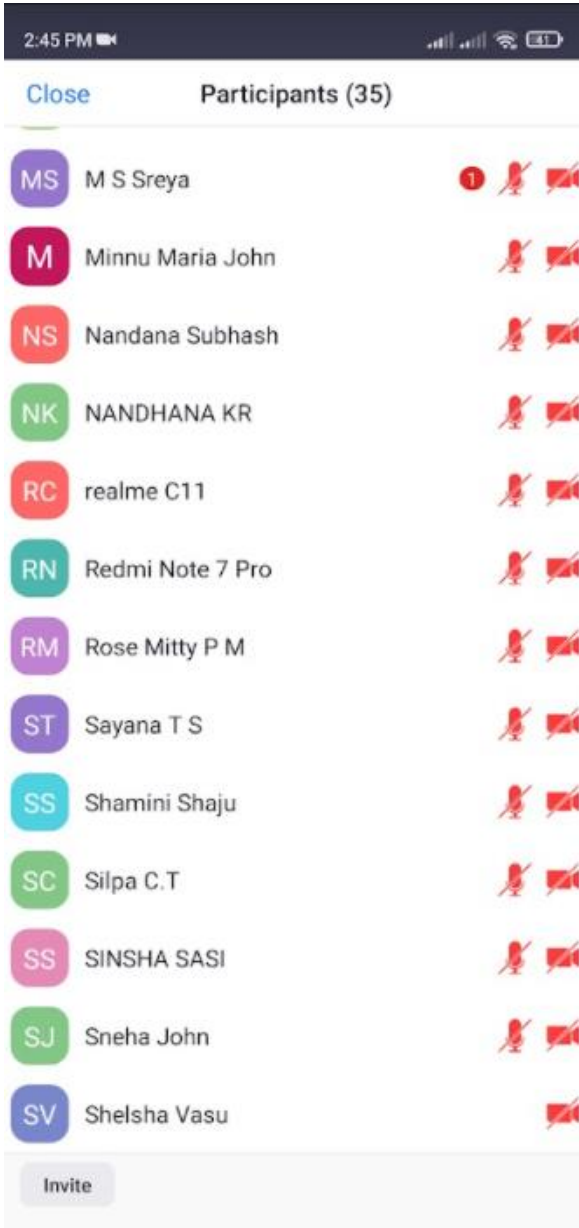 2:45 PM 41
Close Participants (35)
MS M S Sreya 1
M Minnu Maria John
NS Nandana Subhash
NK NANDHANA KR
RC realme C11
RN Redmi Note 7 Pro
RM Rose Mitty P M
ST Sayana T S
SS Shamini Shaju
SC Silpa C.T
SS SINSHA SASI
SJ Sneha John
SV Shelsha Vasu
Invite